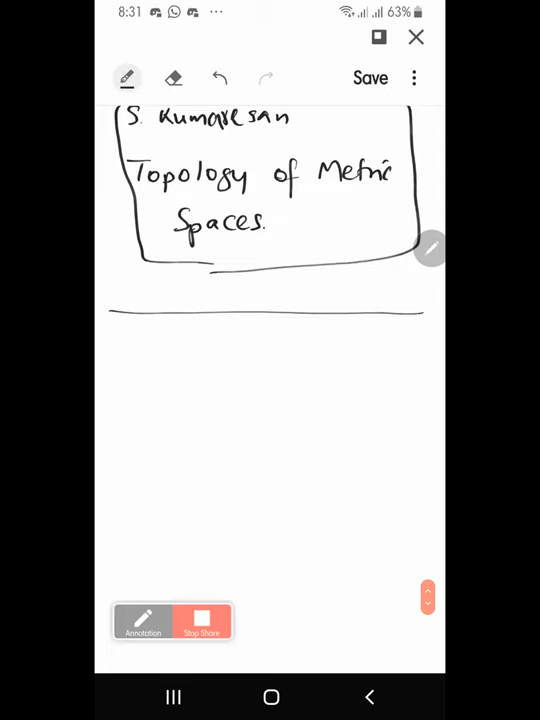 8:31 ... 63%
Save
S. Kumaresan
Topology of Metric
Spaces.
Annotation
Stop Share